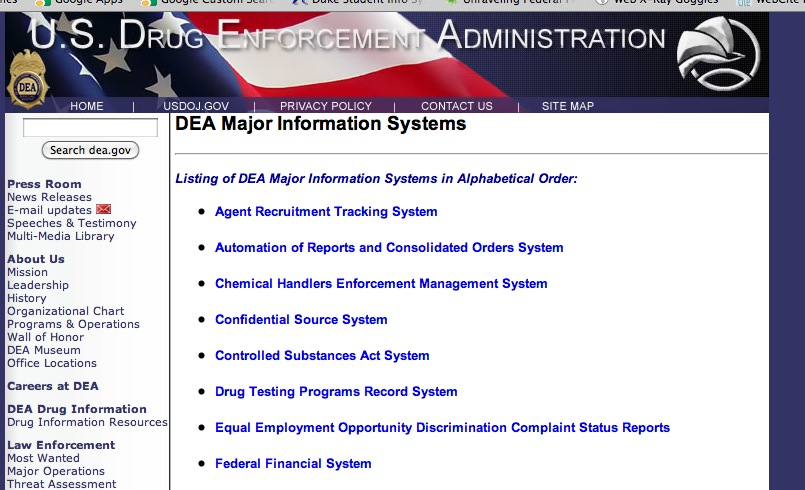 Google Apps
Google Custom Sear
Duke Student Info Sy
Unraveling Federal
Web X-Ray Goggles
WebCite
U.S. DRUG ENFORCEMENT ADMINISTRATION
DEA
HOME | USDOJ.GOV | PRIVACY POLICY | CONTACT US | SITE MAP
Search dea.gov
Press Room
News Releases
E-mail updates
Speeches & Testimony
Multi-Media Library
About Us
Mission
Leadership
History
Organizational Chart
Programs & Operations
Wall of Honor
DEA Museum
Office Locations
Careers at DEA
DEA Drug Information
Drug Information Resources
Law Enforcement
Most Wanted
Major Operations
Threat Assessment
DEA Major Information Systems
Listing of DEA Major Information Systems in Alphabetical Order:
• Agent Recruitment Tracking System
• Automation of Reports and Consolidated Orders System
• Chemical Handlers Enforcement Management System
• Confidential Source System
• Controlled Substances Act System
• Drug Testing Programs Record System
• Equal Employment Opportunity Discrimination Complaint Status Reports
• Federal Financial System